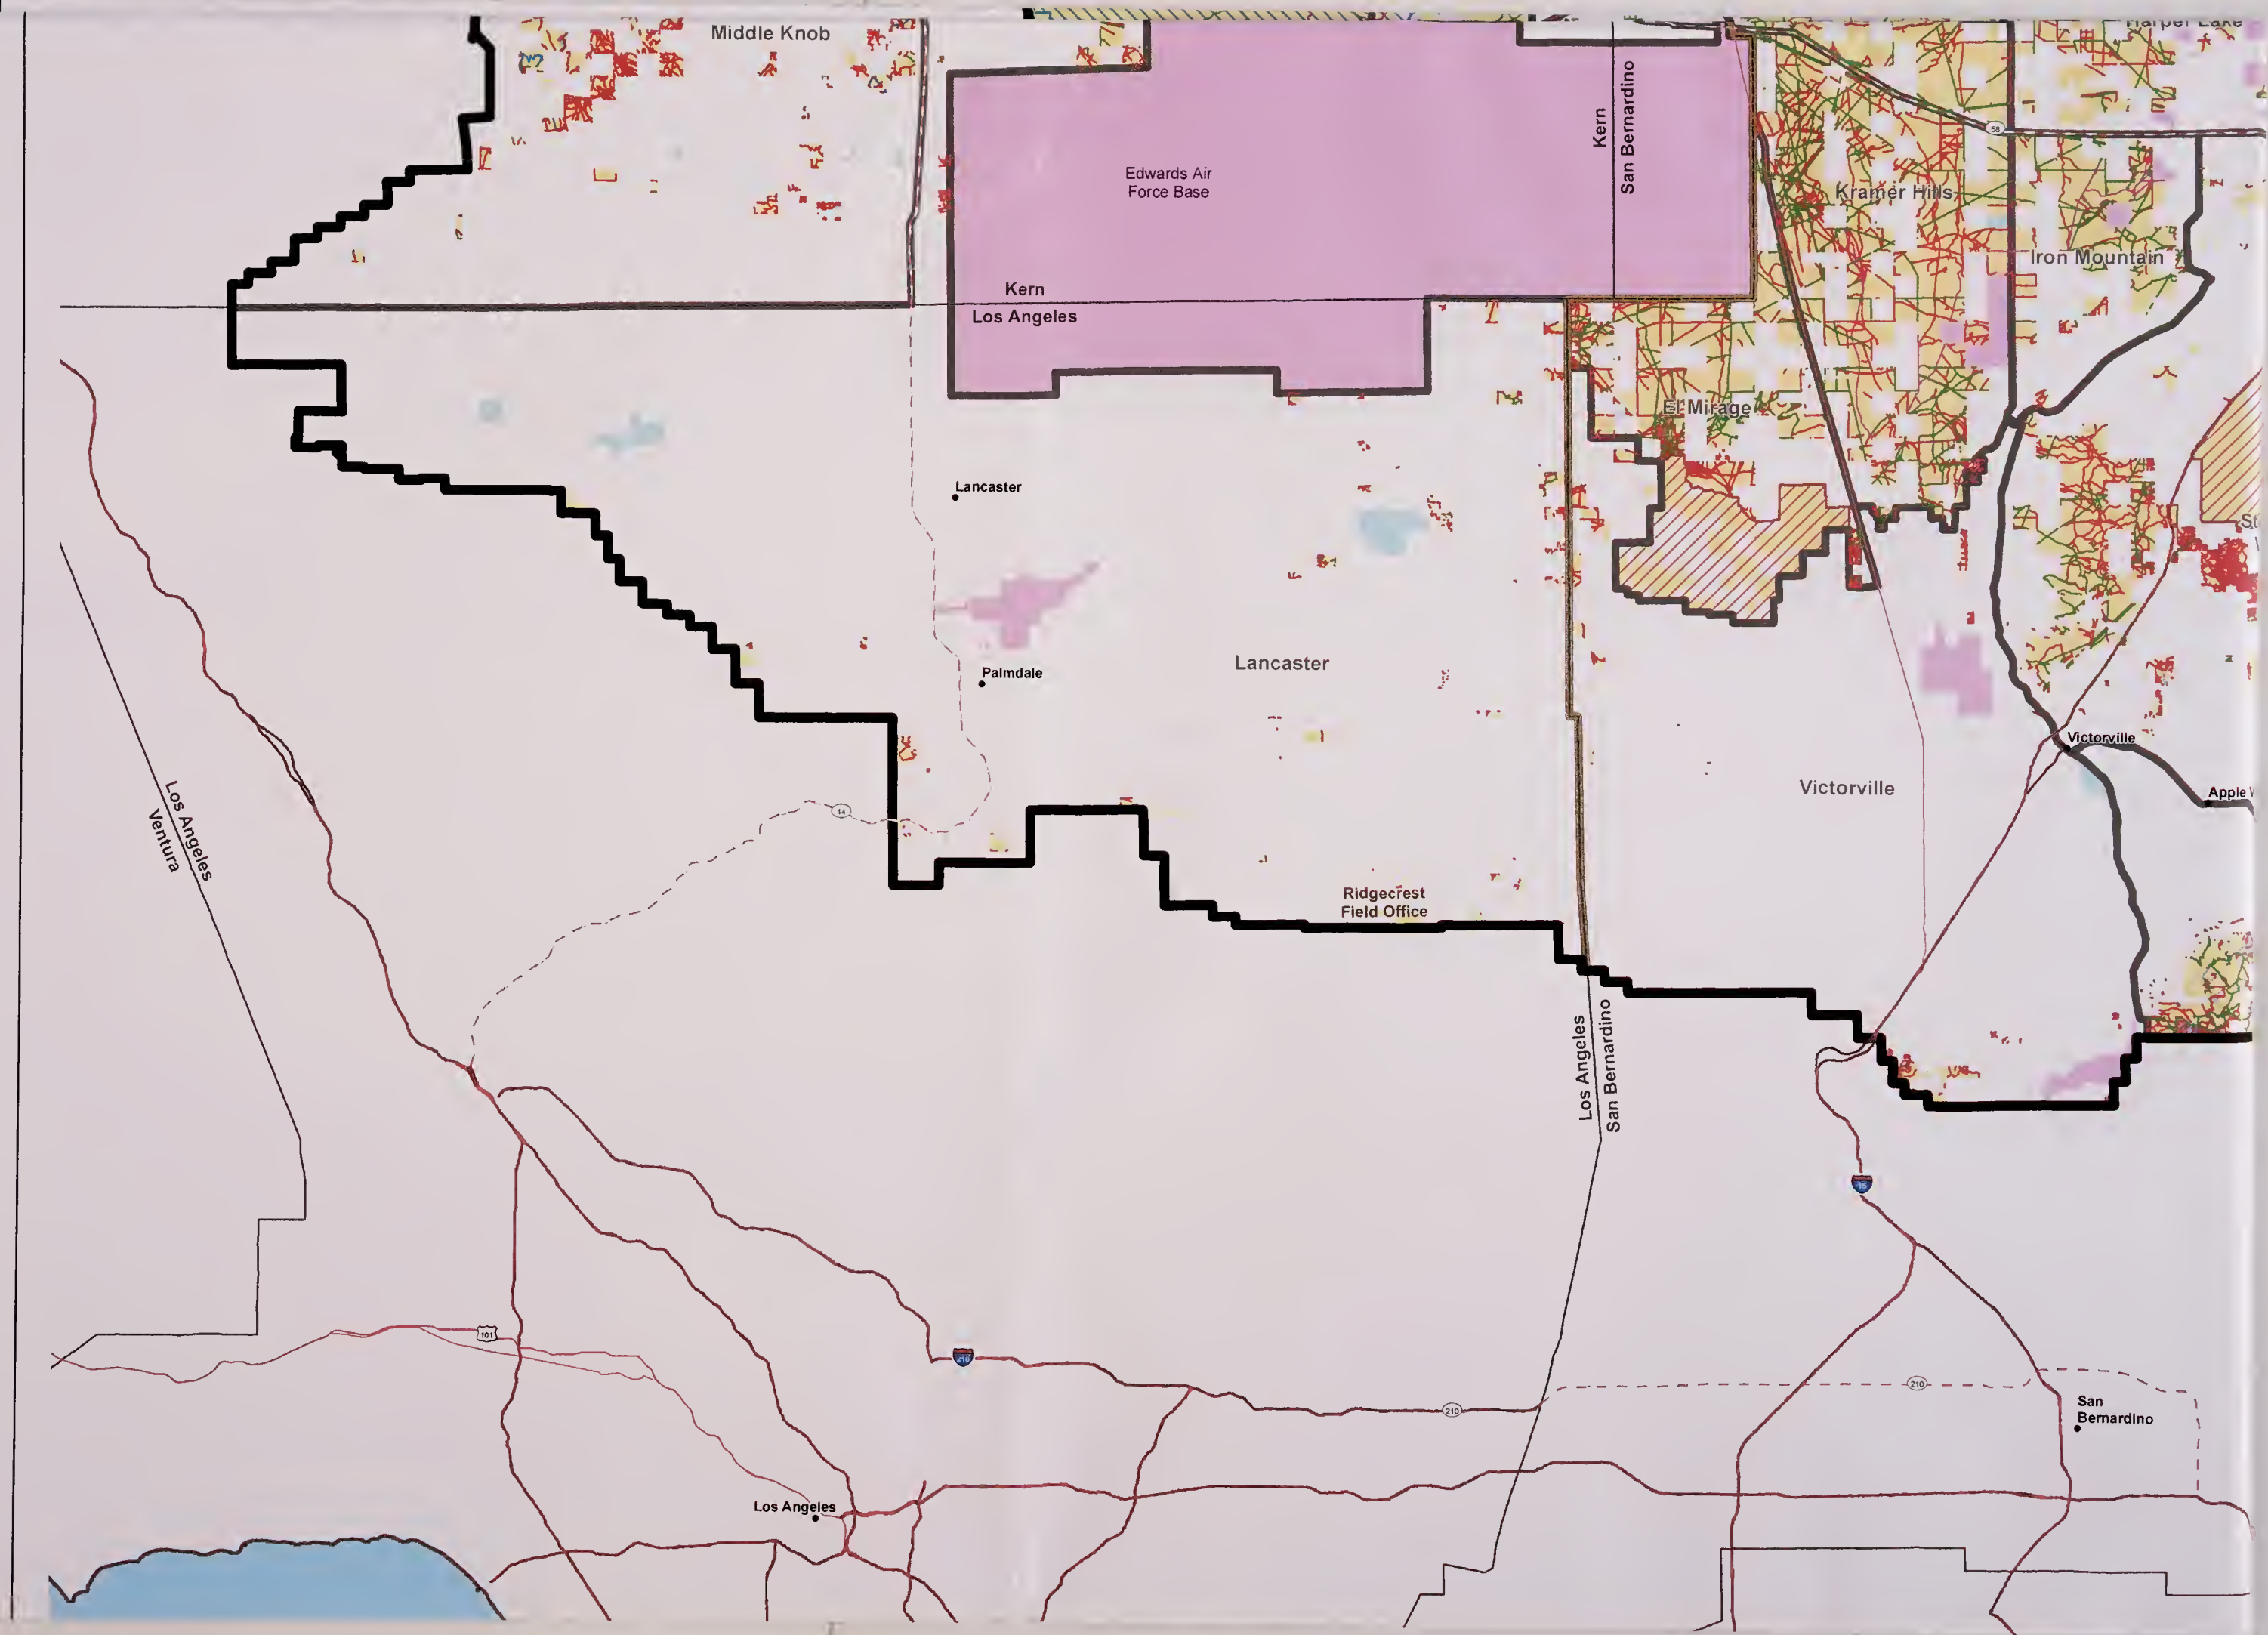 Middle Knob
Harper Lake
Kern
San Bernardino
58
Edwards Air
Force Base
Kramer Hills
Iron Mountain
Kern
Los Angeles
El Mirage
Lancaster
Lancaster
Palmdale
Victorville
Victorville
Apple
14
Los Angeles
Ventura
Ridgecrest
Field Office
Los Angeles
San Bernardino
15
101
210
210
210
San
Bernardino
Los Angeles